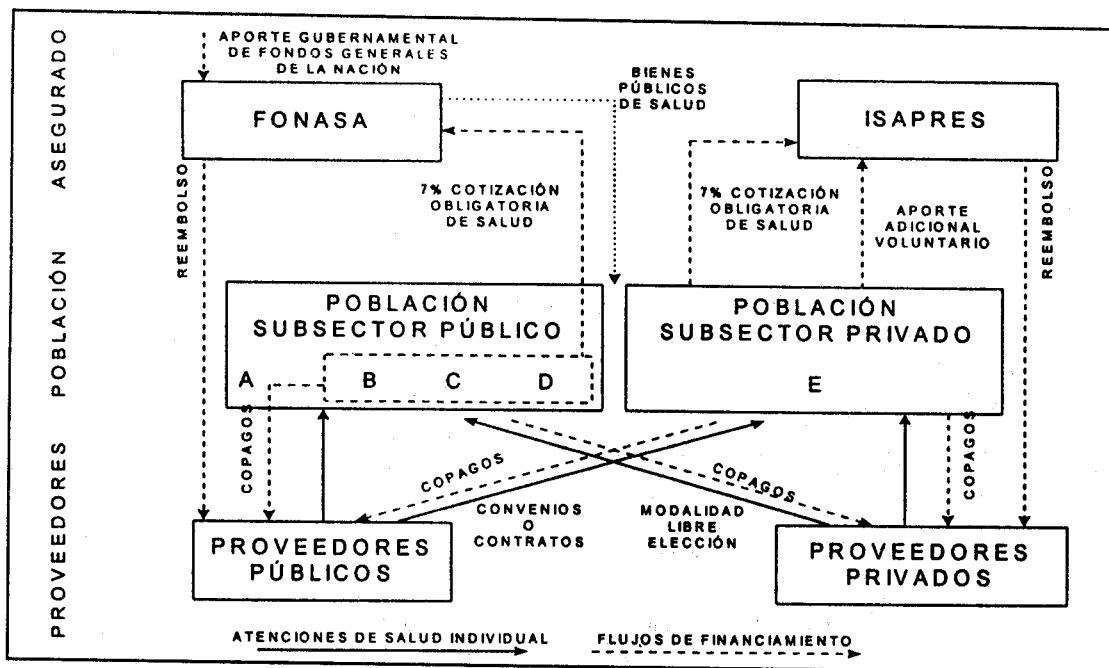 ASEGURADO
APORTE GUBERNAMENTAL
DE FONDOS GENERALES
DE LA NACIÓN
FONASA
BIENES
PÚBLICOS
DE SALUD
ISAPRES
REEMBOLSO
7% COTIZACIÓN
OBLIGATORIA
DE SALUD
7% COTIZACIÓN
OBLIGATORIA
DE SALUD
APORTE
ADICIONAL
VOLUNTARIO
REEMBOLSO
POBLACIÓN
POBLACIÓN
SUBSECTOR PÚBLICO
A B C D
POBLACIÓN
SUBSECTOR PRIVADO
E
PROVEEDORES
COPAGOS
COPAGOS
CONVENIOS
O
CONTRATOS
COPAGOS
MODALIDAD
LIBRE
ELECCIÓN
COPAGOS
PROVEEDORES
PÚBLICOS
PROVEEDORES
PRIVADOS
ATENCIONES DE SALUD INDIVIDUAL
FLUJOS DE FINANCIAMIENTO